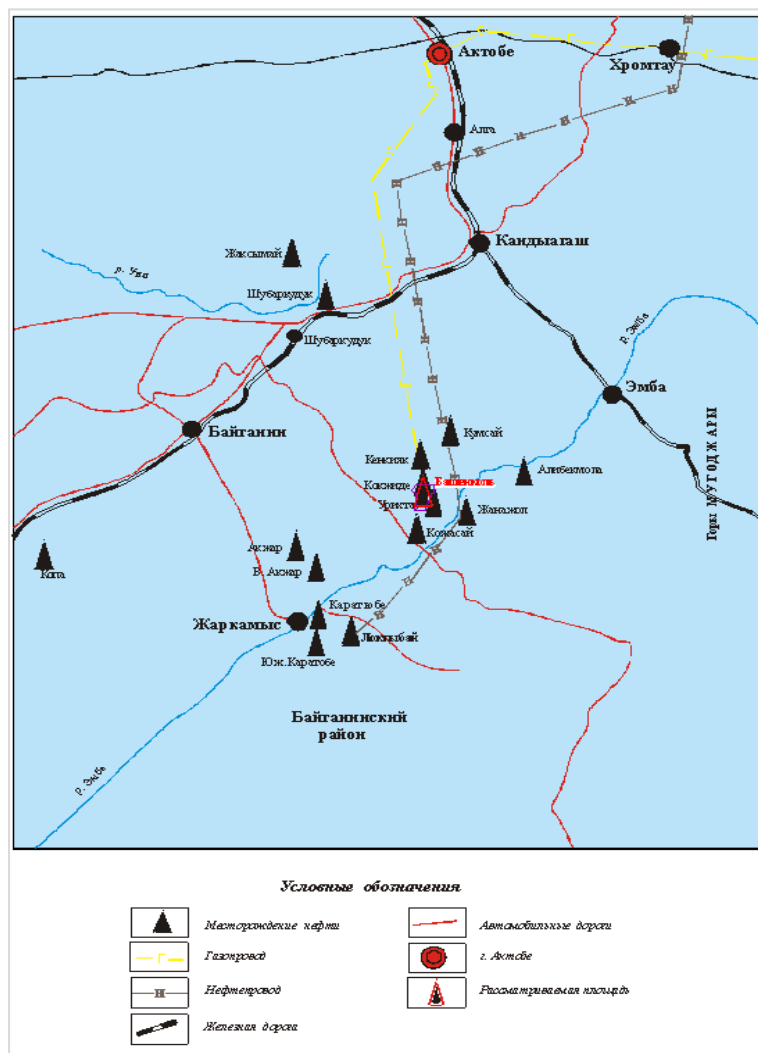 Актобе
Хромтау
Алга
Кандыагаш
Жаксымай
р. Уил
Шубаркудук
Шубаркудук
р. Эмба
Эмба
Байганин
Кумсай
Кенкияк
Алибекмола
Кокжиде
Урихтау
Жанажол
Кожасай
Горы МУГОДЖАРЫ
Акжар
В. Акжар
Копа
Каратюбе
Жаркамыс
Юж. Каратобе
Байганинский
район
р. Эмба
Условные обозначения
Месторождение нефти
Автомобильные дороги
Г
Газопровод
г. Актобе
Н
Нефтепровод
Рассматриваемая площадь
Железная дорога